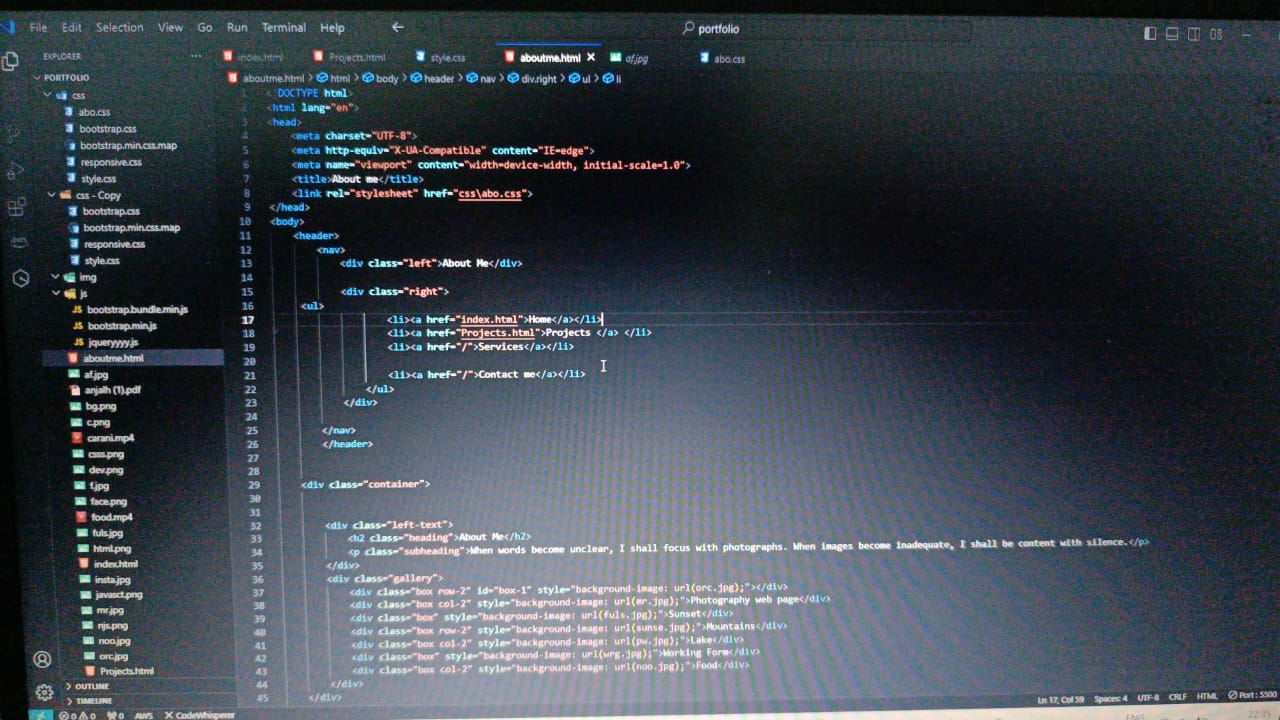 File Edit Selection View Go Run Terminal Help
portfolio
EXPLORER
index.html Projects.html style.css aboutme.html af.jpg abo.css
aboutme.html > html > body > header > nav > div.right > ul > li
PORTFOLIO
css
abo.css
bootstrap.css
bootstrap.min.css.map
responsive.css
style.css
css - Copy
bootstrap.css
bootstrap.min.css.map
responsive.css
style.css
img
js
JS bootstrap.bundle.min.js
JS bootstrap.min.js
JS jqueryyyy.js
aboutme.html
af.jpg
anjalh (1).pdf
bg.png
c.png
carani.mp4
csss.png
dev.png
f.jpg
face.png
food.mp4
fuls.jpg
html.png
index.html
insta.jpg
javasct.png
mr.jpg
njs.png
noo.jpg
orc.jpg
Projects.html
OUTLINE
TIMELINE
1 <!DOCTYPE html>
2 <html lang="en">
3 <head>
4 <meta charset="UTF-8">
5 <meta http-equiv="X-UA-Compatible" content="IE=edge">
6 <meta name="viewport" content="width=device-width, initial-scale=1.0">
7 <title>About me</title>
8 <link rel="stylesheet" href="css\abo.css">
9 </head>
10 <body>
11 <header>
12 <nav>
13 <div class="left">About Me</div>
14
15 <div class="right">
16 <ul>
17 <li><a href="index.html">Home</a></li>
18 <li><a href="Projects.html">Projects </a> </li>
19 <li><a href="/">Services</a></li>
20
21 <li><a href="/">Contact me</a></li>
22 </ul>
23 </div>
24
25 </nav>
26 </header>
27
28
29 <div class="container">
30
31
32 <div class="left-text">
33 <h2 class="heading">About Me</h2>
34 <p class="subheading">When words become unclear, I shall focus with photographs. When images become inadequate, I shall be content with silence.</p>
35 </div>
36 <div class="gallery">
37 <div class="box row-2" id="box-1" style="background-image: url(orc.jpg);"></div>
38 <div class="box col-2" style="background-image: url(mr.jpg);">Photography web page</div>
39 <div class="box" style="background-image: url(fuls.jpg);">Sunset</div>
40 <div class="box row-2" style="background-image: url(sunse.jpg);">Mountains</div>
41 <div class="box col-2" style="background-image: url(pw.jpg);">Lake</div>
42 <div class="box" style="background-image: url(wrg.jpg);">Working Form</div>
43 <div class="box col-2" style="background-image: url(noo.jpg);">Food</div>
44 </div>
45 </div>
0 0 0 AWS CodeWhisperer
Ln 17, Col 59 Spaces: 4 UTF-8 CRLF HTML Port : 5500
ENG 22:35